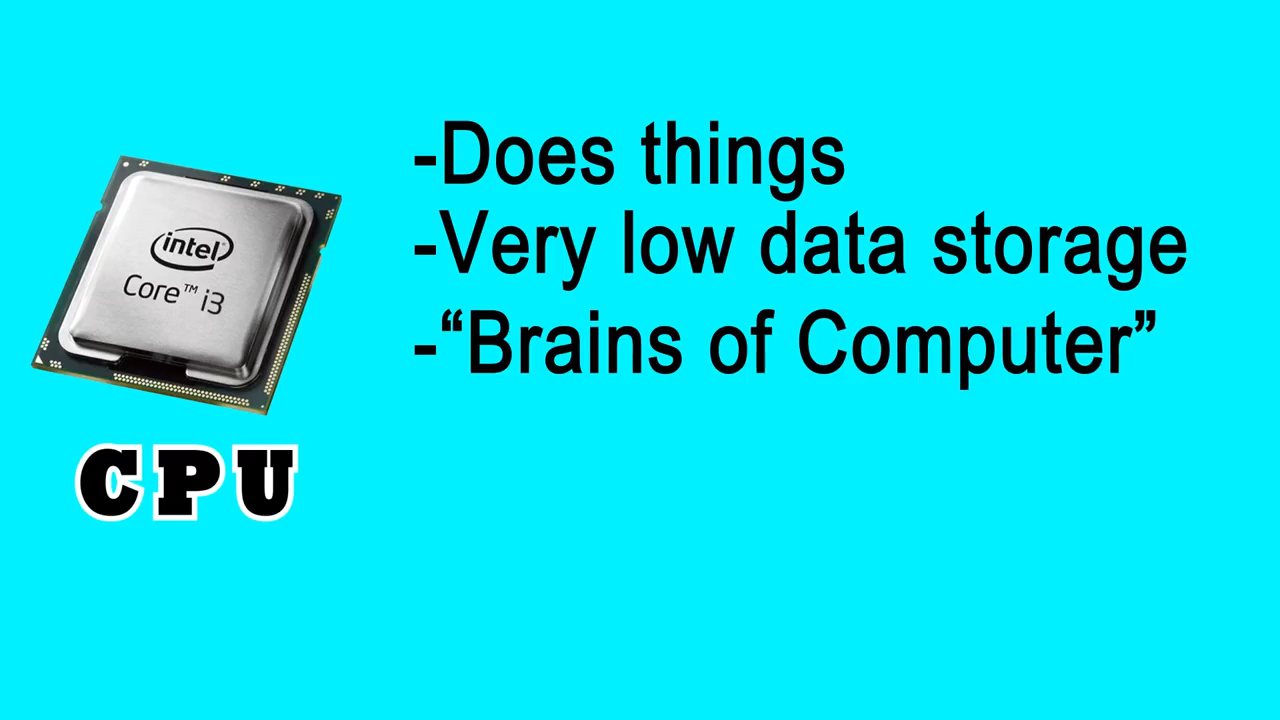 -Does things
-Very low data storage
-“Brains of Computer”
intel
Core™ i3
CPU